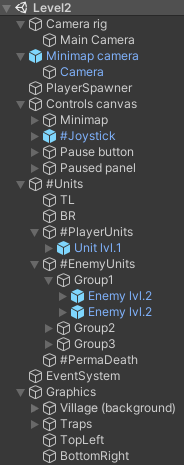 Level2
Camera rig
Main Camera
Minimap camera
Camera
PlayerSpawner
Controls canvas
Minimap
#Joystick
Pause button
Paused panel
#Units
TL
BR
#PlayerUnits
Unit lvl.1
#EnemyUnits
Group1
Enemy lvl.2
Enemy lvl.2
Group2
Group3
#PermaDeath
EventSystem
Graphics
Village (background)
Traps
TopLeft
BottomRight